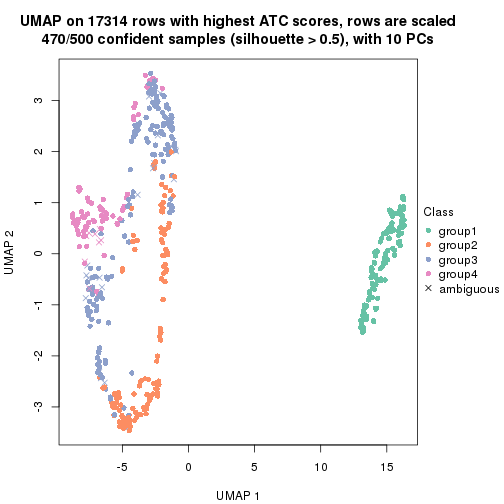 UMAP on 17314 rows with highest ATC scores, rows are scaled
470/500 confident samples (silhouette > 0.5), with 10 PCs
3
2
1
0
-1
-2
-3
UMAP 2
-5
0
5
10
15
UMAP 1
Class
group1
group2
group3
group4
ambiguous